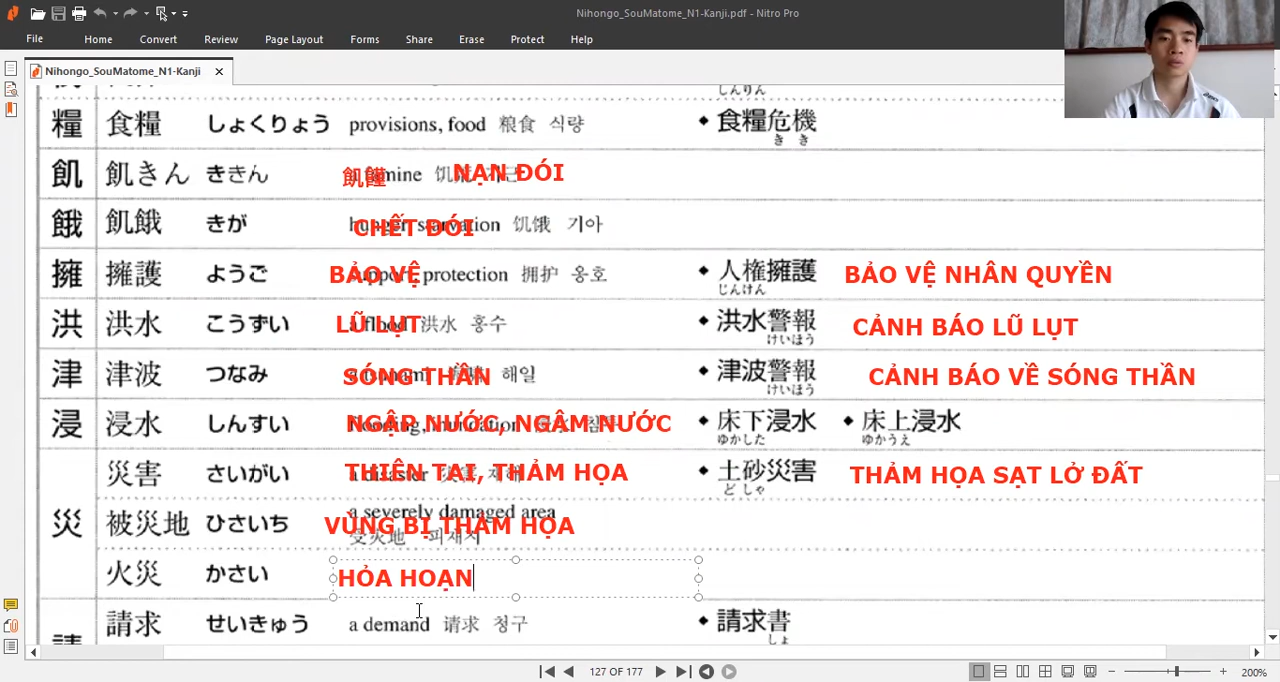 Nihongo_SouMatome_N1-Kanji.pdf - Nitro Pro
File Home Convert Review Page Layout Forms Share Erase Protect Help
Nihongo_SouMatome_N1-Kanji ×
しんりん
糧 食糧 しょくりょう provisions, food 粮食 식량 ◆ 食糧危機
き き
飢 飢きん ききん 飢饉 NẠN ĐÓI
餓 飢餓 きが CHẾT ĐÓI 饥饿 기아
擁 擁護 ようご BẢO VỆ protection 拥护 옹호 ◆ 人権擁護 BẢO VỆ NHÂN QUYỀN
じんけん
洪 洪水 こうずい LŨ LỤT a flood 洪水 홍수 ◆ 洪水警報 CẢNH BÁO LŨ LỤT
けいほう
津 津波 つなみ SÓNG THẦN a tsunami 해일 ◆ 津波警報 CẢNH BÁO VỀ SÓNG THẦN
けいほう
浸 浸水 しんすい NGẬP NƯỚC, NGÂM NƯỚC ◆ 床下浸水 ◆ 床上浸水
ゆかした ゆかうえ
災害 さいがい THIÊN TAI, THẢM HỌA a disaster ◆ 土砂災害 THẢM HỌA SẠT LỞ ĐẤT
ど しゃ
災 被災地 ひさいち a severely damaged area
VÙNG BỊ THẢM HỌA
火災 かさい HỎA HOẠN
請求 せいきゅう a demand 请求 청구 ◆ 請求書
しょ
127 OF 177
200%